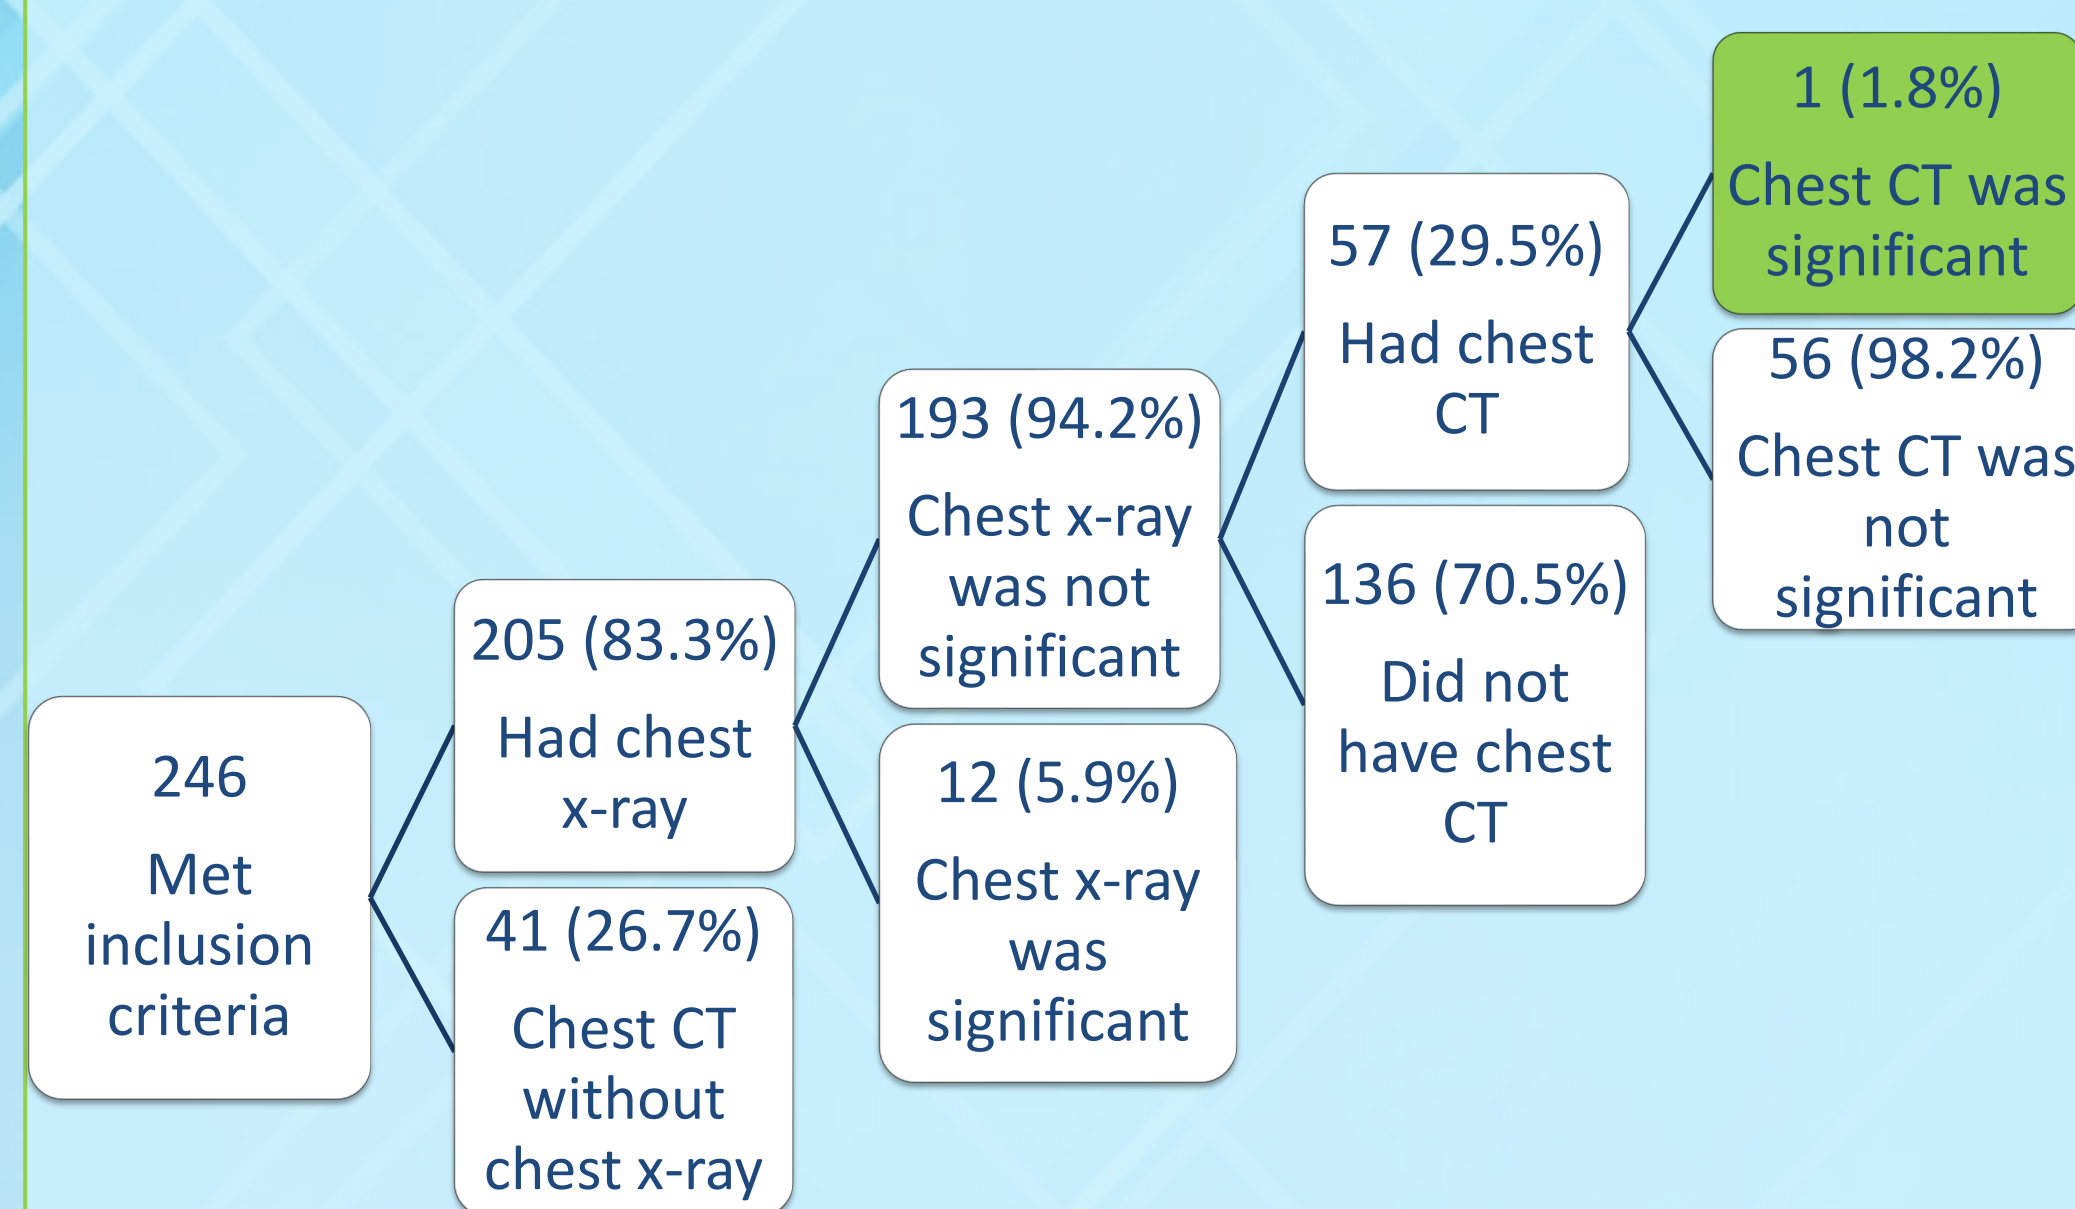 246
Met
inclusion
criteria
205 (83.3%)
Had chest
x-ray
41 (26.7%)
Chest CT
without
chest x-ray
193 (94.2%)
Chest x-ray
was not
significant
12 (5.9%)
Chest x-ray
was
significant
57 (29.5%)
Had chest
CT
136 (70.5%)
Did not
have chest
CT
1 (1.8%)
Chest CT was
significant
56 (98.2%)
Chest CT was
not
significant